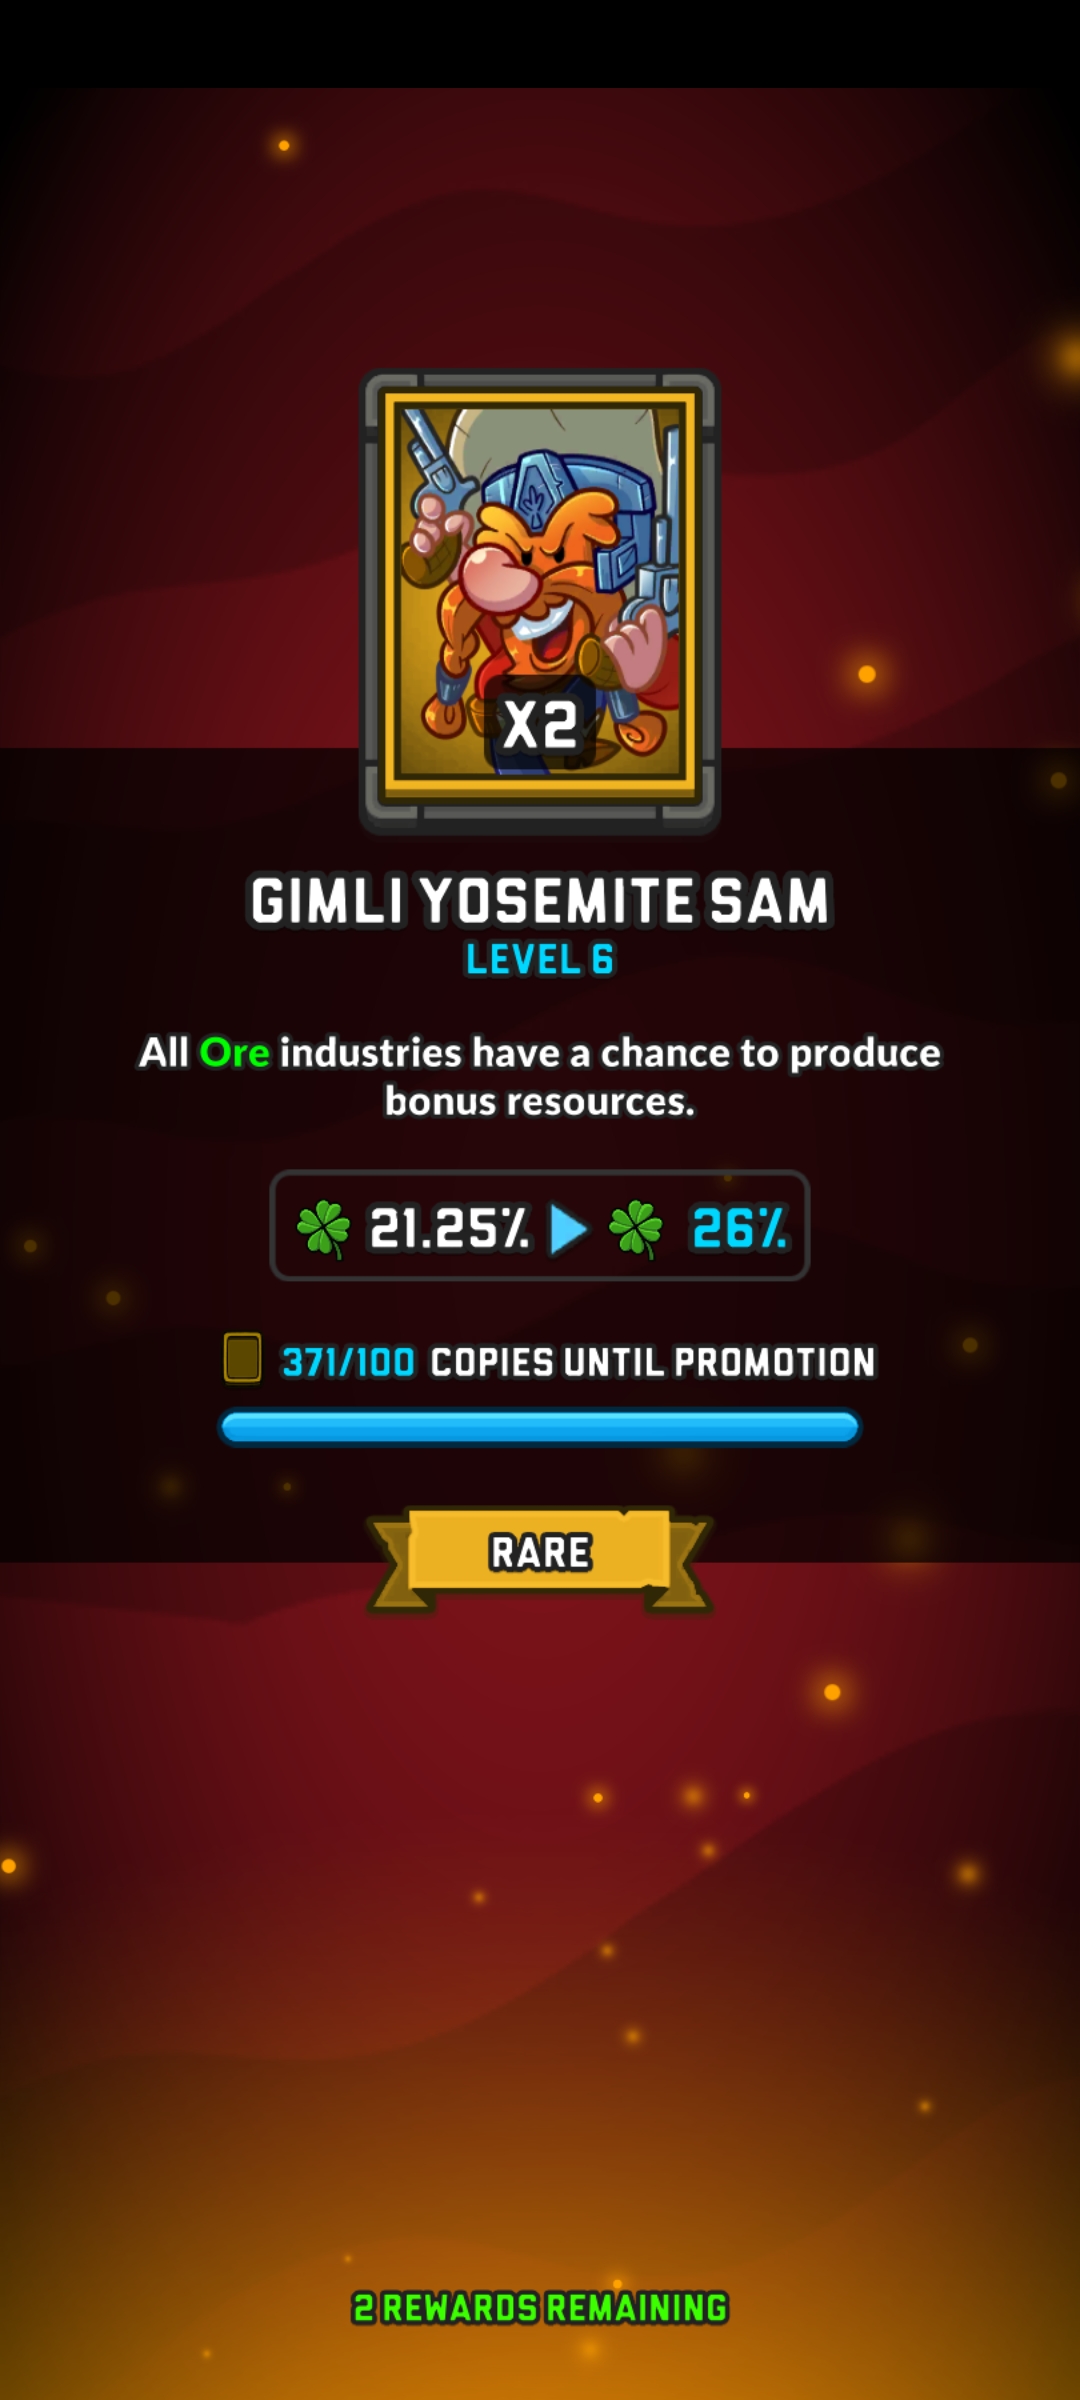 X2
GIMLI YOSEMITE SAM
LEVEL 6
All Ore industries have a chance to produce
bonus resources.
21.25% 26%
371/100 COPIES UNTIL PROMOTION
RARE
2 REWARDS REMAINING